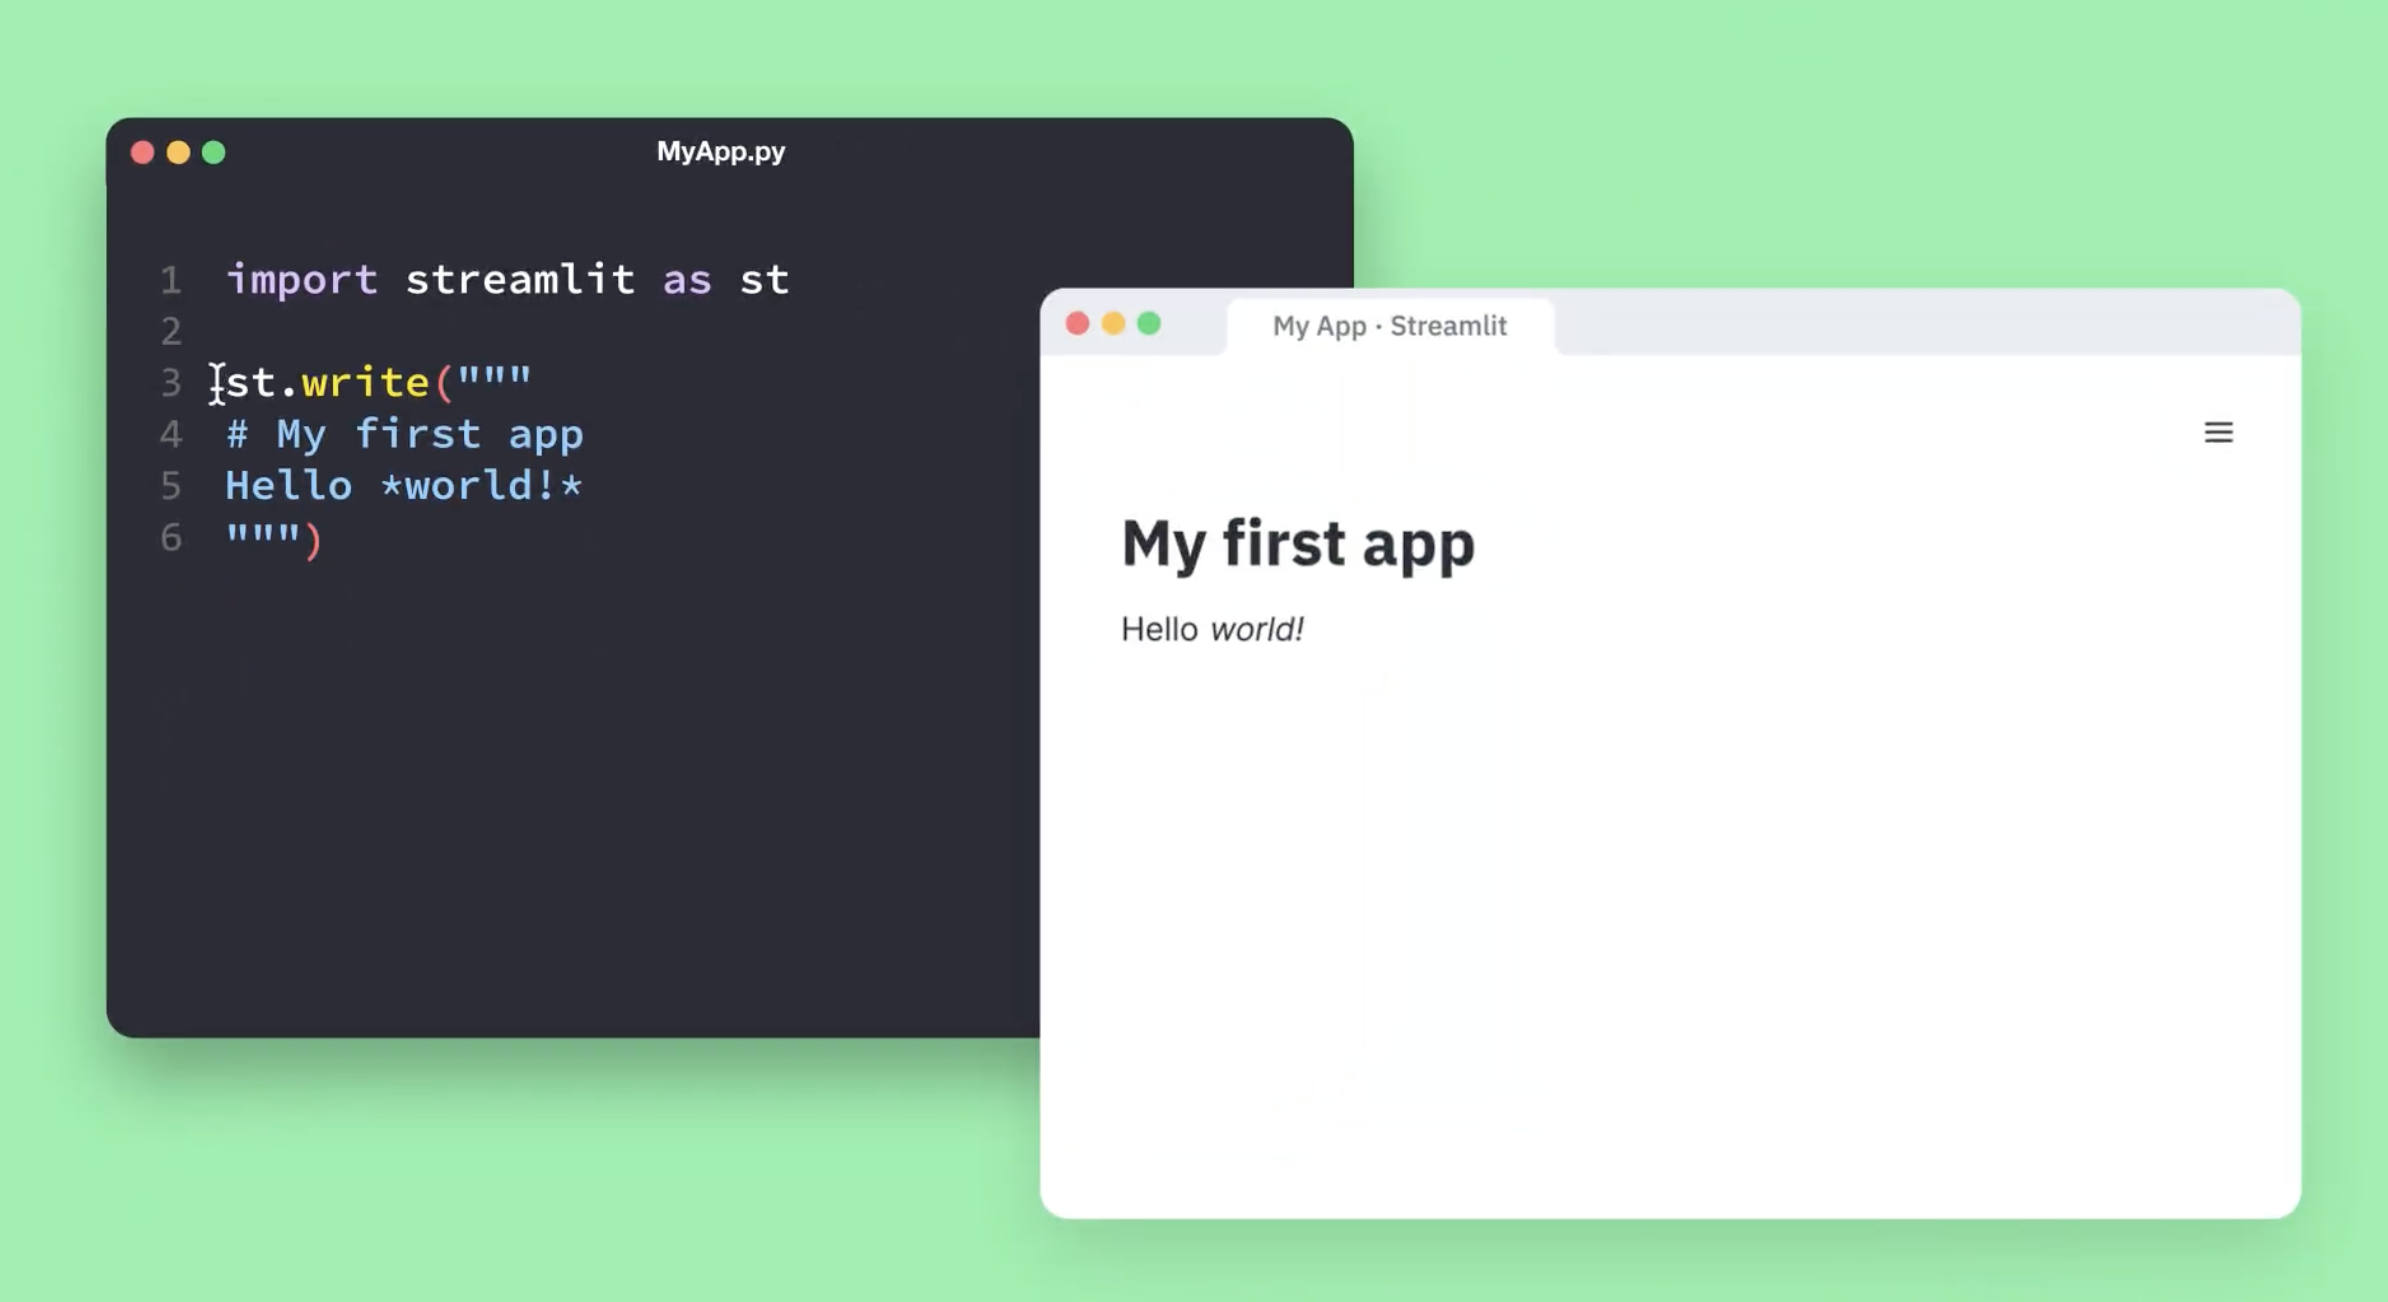 MyApp.py
1 import streamlit as st
2
3 st.write("""
4 # My first app
5 Hello *world!*
6 """)
My App · Streamlit
My first app
Hello world!